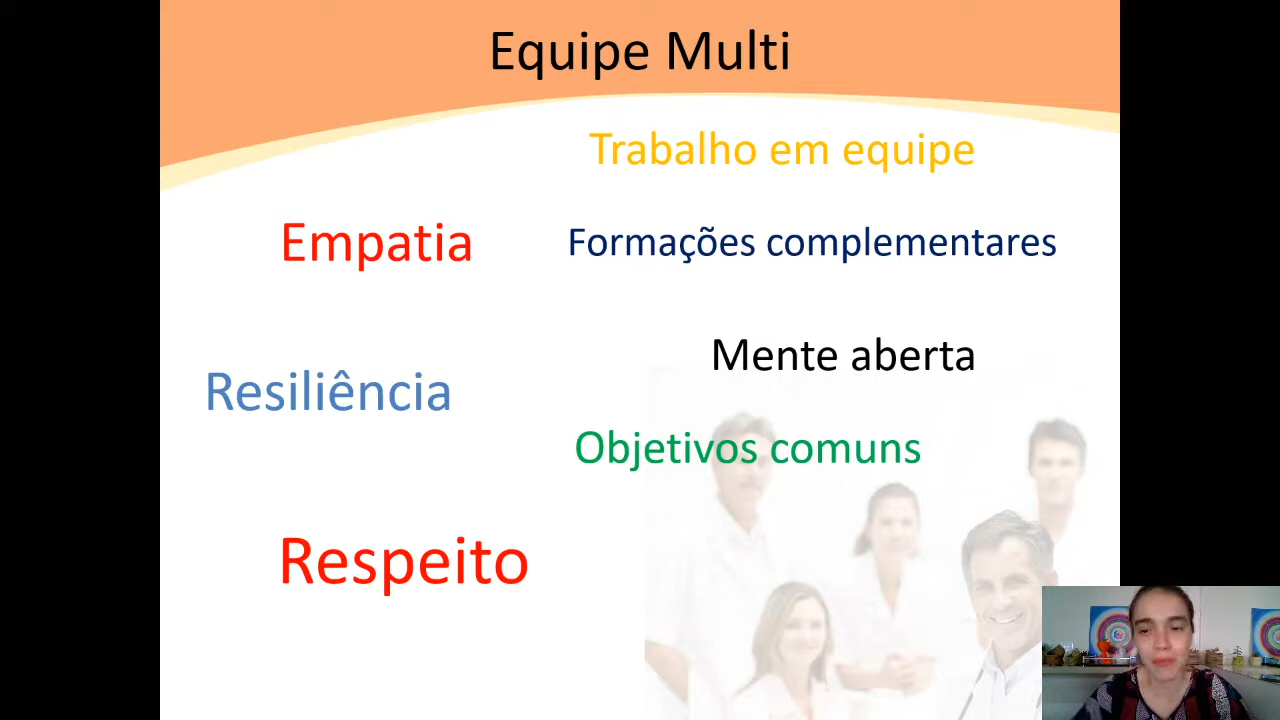 Equipe Multi
Trabalho em equipe
Empatia
Formações complementares
Mente aberta
Resiliência
Objetivos comuns
Respeito